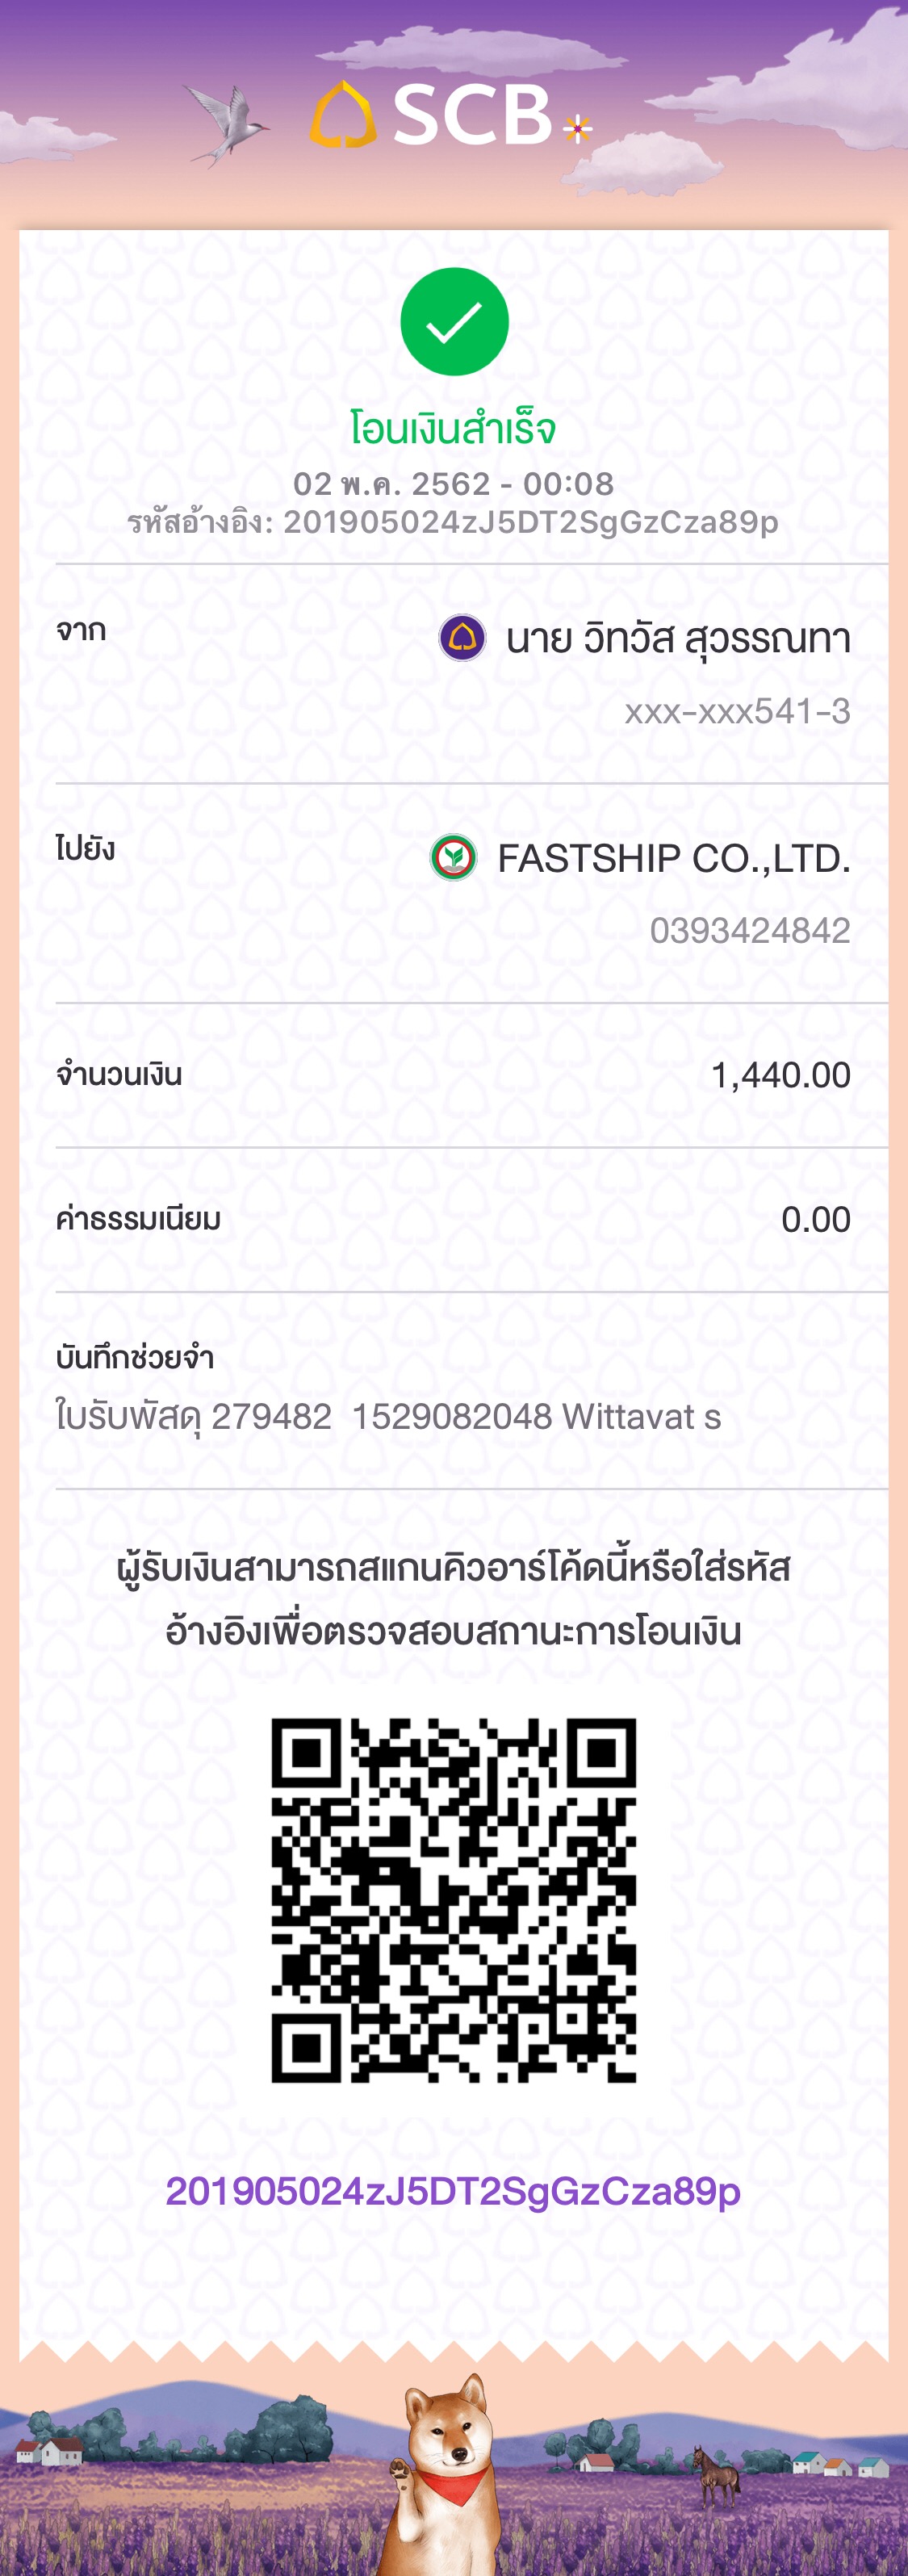 SCB
โอนเงินสำเร็จ
02 พ.ค. 2562 - 00:08
รหัสอ้างอิง: 201905024zJ5DT2SgGzCza89p
จาก
นาย วิทวัส สุวรรณทา
xxx-xxx541-3
ไปยัง
FASTSHIP CO.,LTD.
0393424842
จำนวนเงิน 1,440.00
ค่าธรรมเนียม 0.00
บันทึกช่วยจำ
ใบรับพัสดุ 279482 1529082048 Wittavat s
ผู้รับเงินสามารถสแกนคิวอาร์โค้ดนี้หรือใส่รหัส
อ้างอิงเพื่อตรวจสอบสถานะการโอนเงิน
201905024zJ5DT2SgGzCza89p